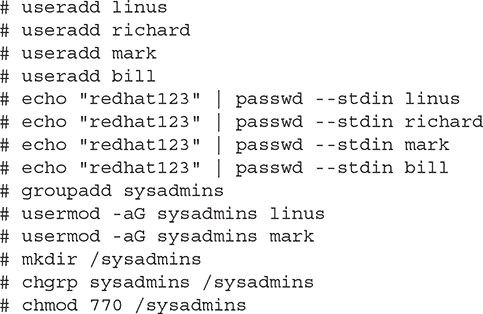 # useradd linus
# useradd richard
# useradd mark
# useradd bill
# echo "redhat123" | passwd --stdin linus
# echo "redhat123" | passwd --stdin richard
# echo "redhat123" | passwd --stdin mark
# echo "redhat123" | passwd --stdin bill
# groupadd sysadmins
# usermod -aG sysadmins linus
# usermod -aG sysadmins mark
# mkdir /sysadmins
# chgrp sysadmins /sysadmins
# chmod 770 /sysadmins